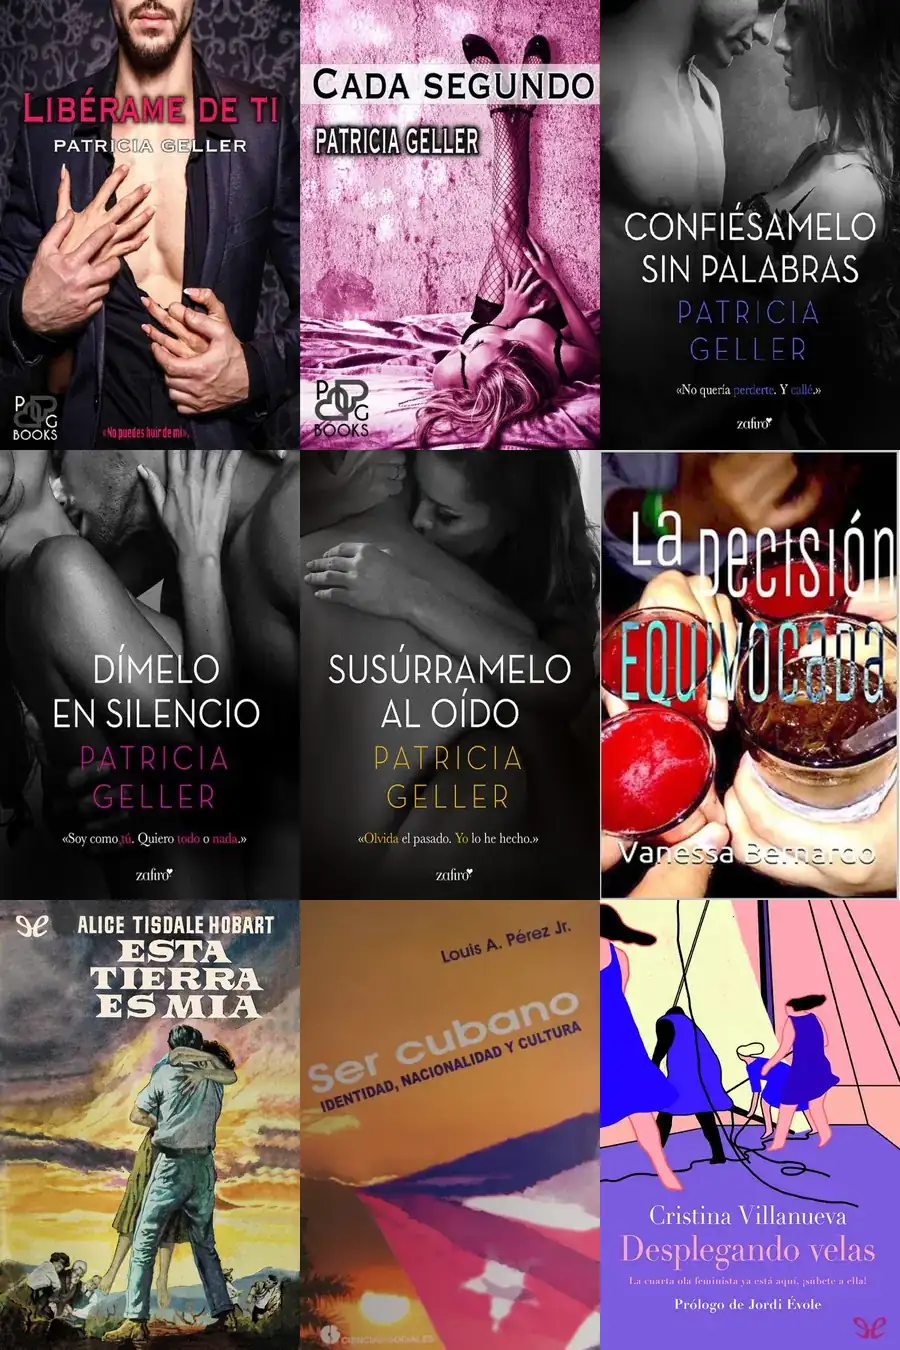 LIBÉRAME DE TI
PATRICIA GELLER
PDG
BOOKS
«No puedes huir de mí».
CADA SEGUNDO
PATRICIA GELLER
PDG
BOOKS
CONFIÉSAMELO
SIN PALABRAS
PATRICIA
GELLER
«No quería perderte. Y callé.»
zafiro
DÍMELO
EN SILENCIO
PATRICIA
GELLER
«Soy como tú. Quiero todo o nada.»
zafiro
SUSÚRRAMELO
AL OÍDO
PATRICIA
GELLER
«Olvida el pasado. Yo lo he hecho.»
zafiro
La Decisión
EQUIVOCADA
Vanessa Bernardo
ALICE TISDALE HOBART
ESTA
TIERRA
ES MIA
Louis A. Pérez Jr.
Ser cubano
IDENTIDAD, NACIONALIDAD Y CULTURA
CIENCIAS SOCIALES
Cristina Villanueva
Desplegando velas
La cuarta ola feminista ya está aquí, ¡súbete a ella!
Prólogo de Jordi Évole